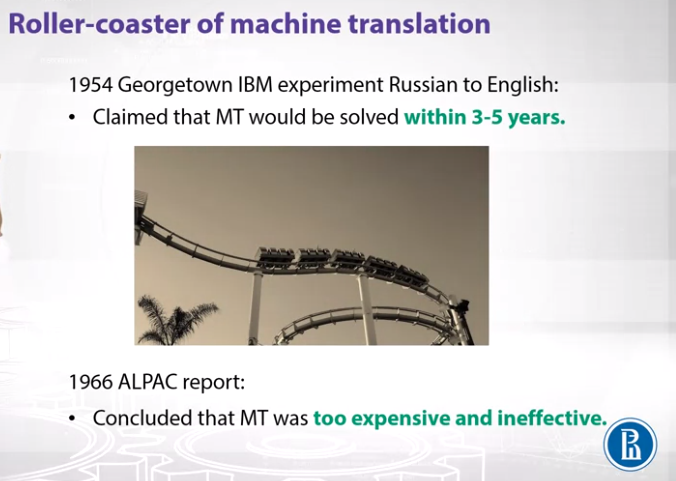 Roller-coaster of machine translation
1954 Georgetown IBM experiment Russian to English:
• Claimed that MT would be solved within 3-5 years.
1966 ALPAC report:
• Concluded that MT was too expensive and ineffective.